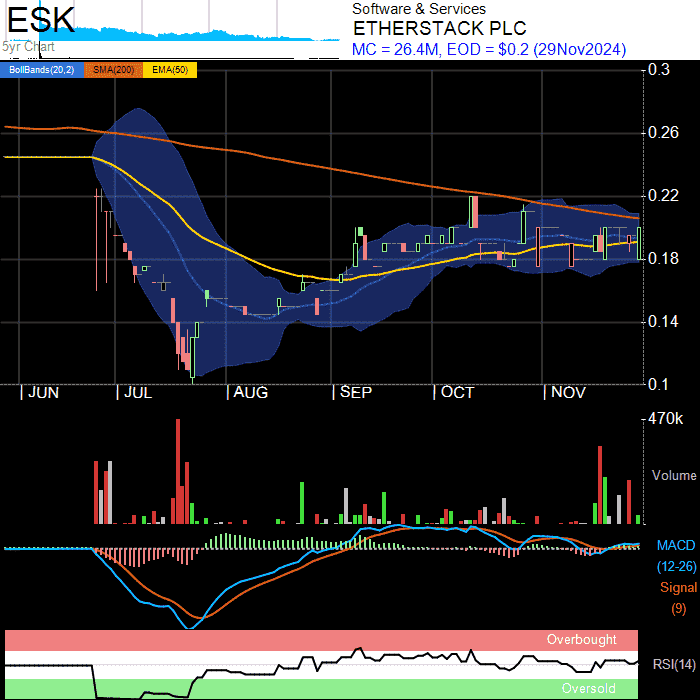 ESK
5yr Chart
Software & Services
ETHERSTACK PLC
MC = 26.4M, EOD = $0.2 (29Nov2024)
BollBands(20,2) SMA(200) EMA(50)
0.3
0.26
0.22
0.18
0.14
0.1
JUN JUL AUG SEP OCT NOV
470k
Volume
MACD
(12-26)
Signal
(9)
Overbought
RSI(14)
Oversold